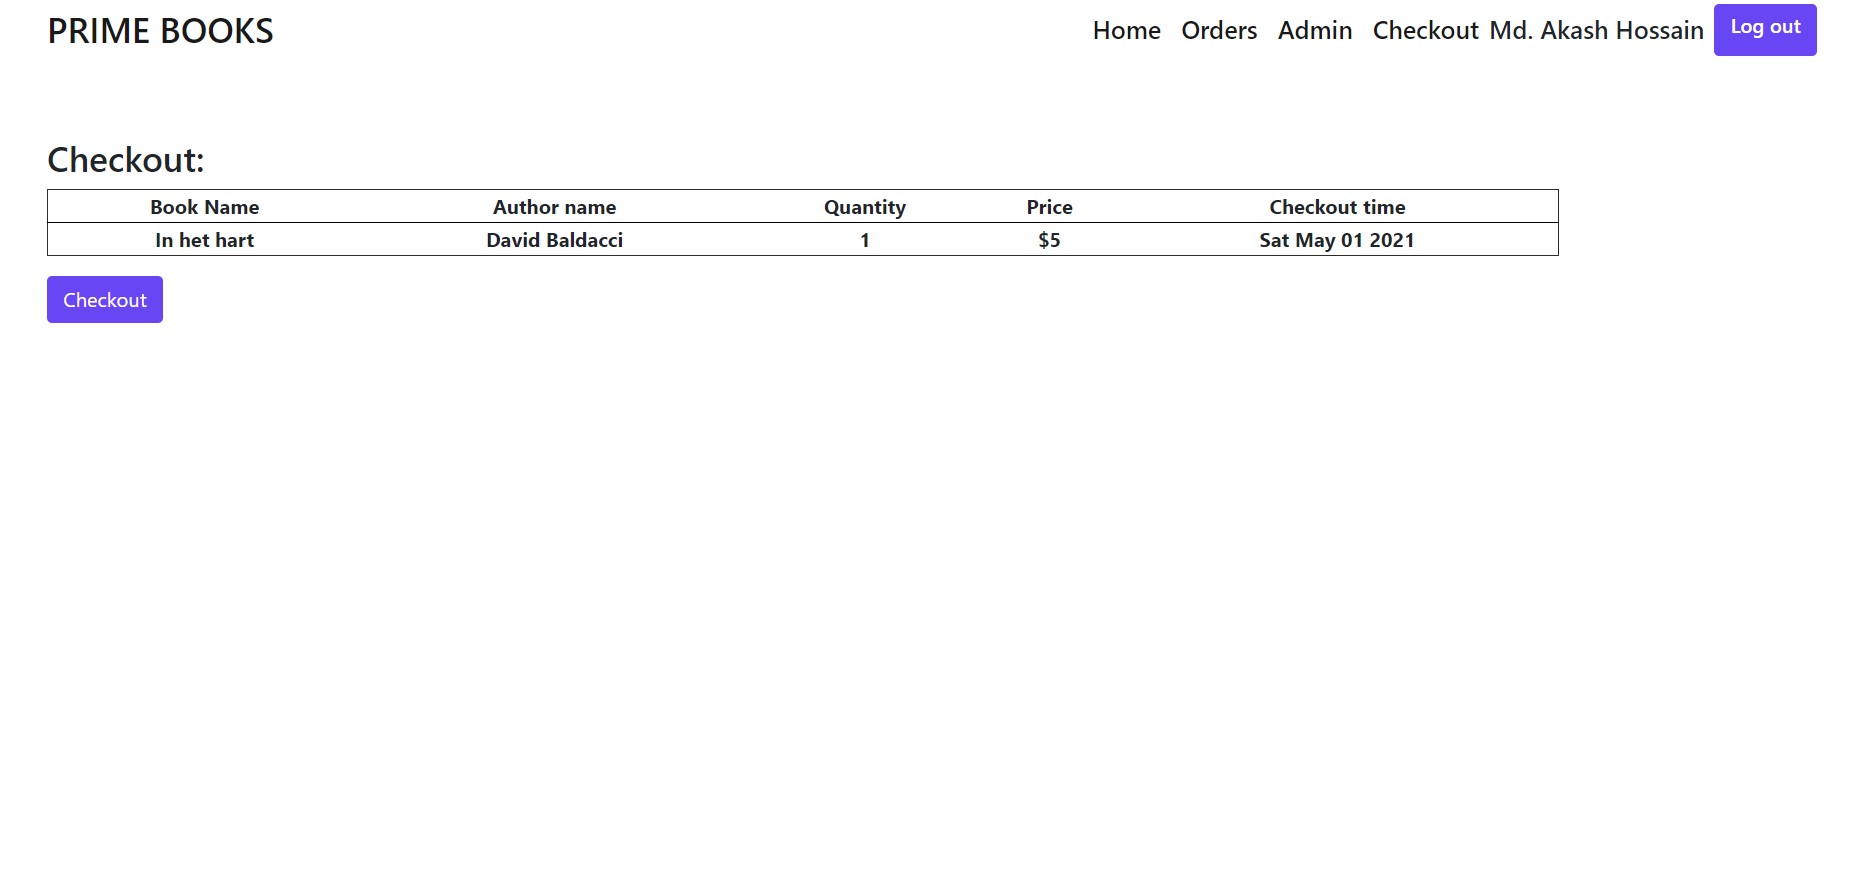 PRIME BOOKS Home Orders Admin Checkout Md. Akash Hossain Log out
Checkout:
Book Name Author name Quantity Price Checkout time
In het hart David Baldacci 1 $5 Sat May 01 2021
Checkout